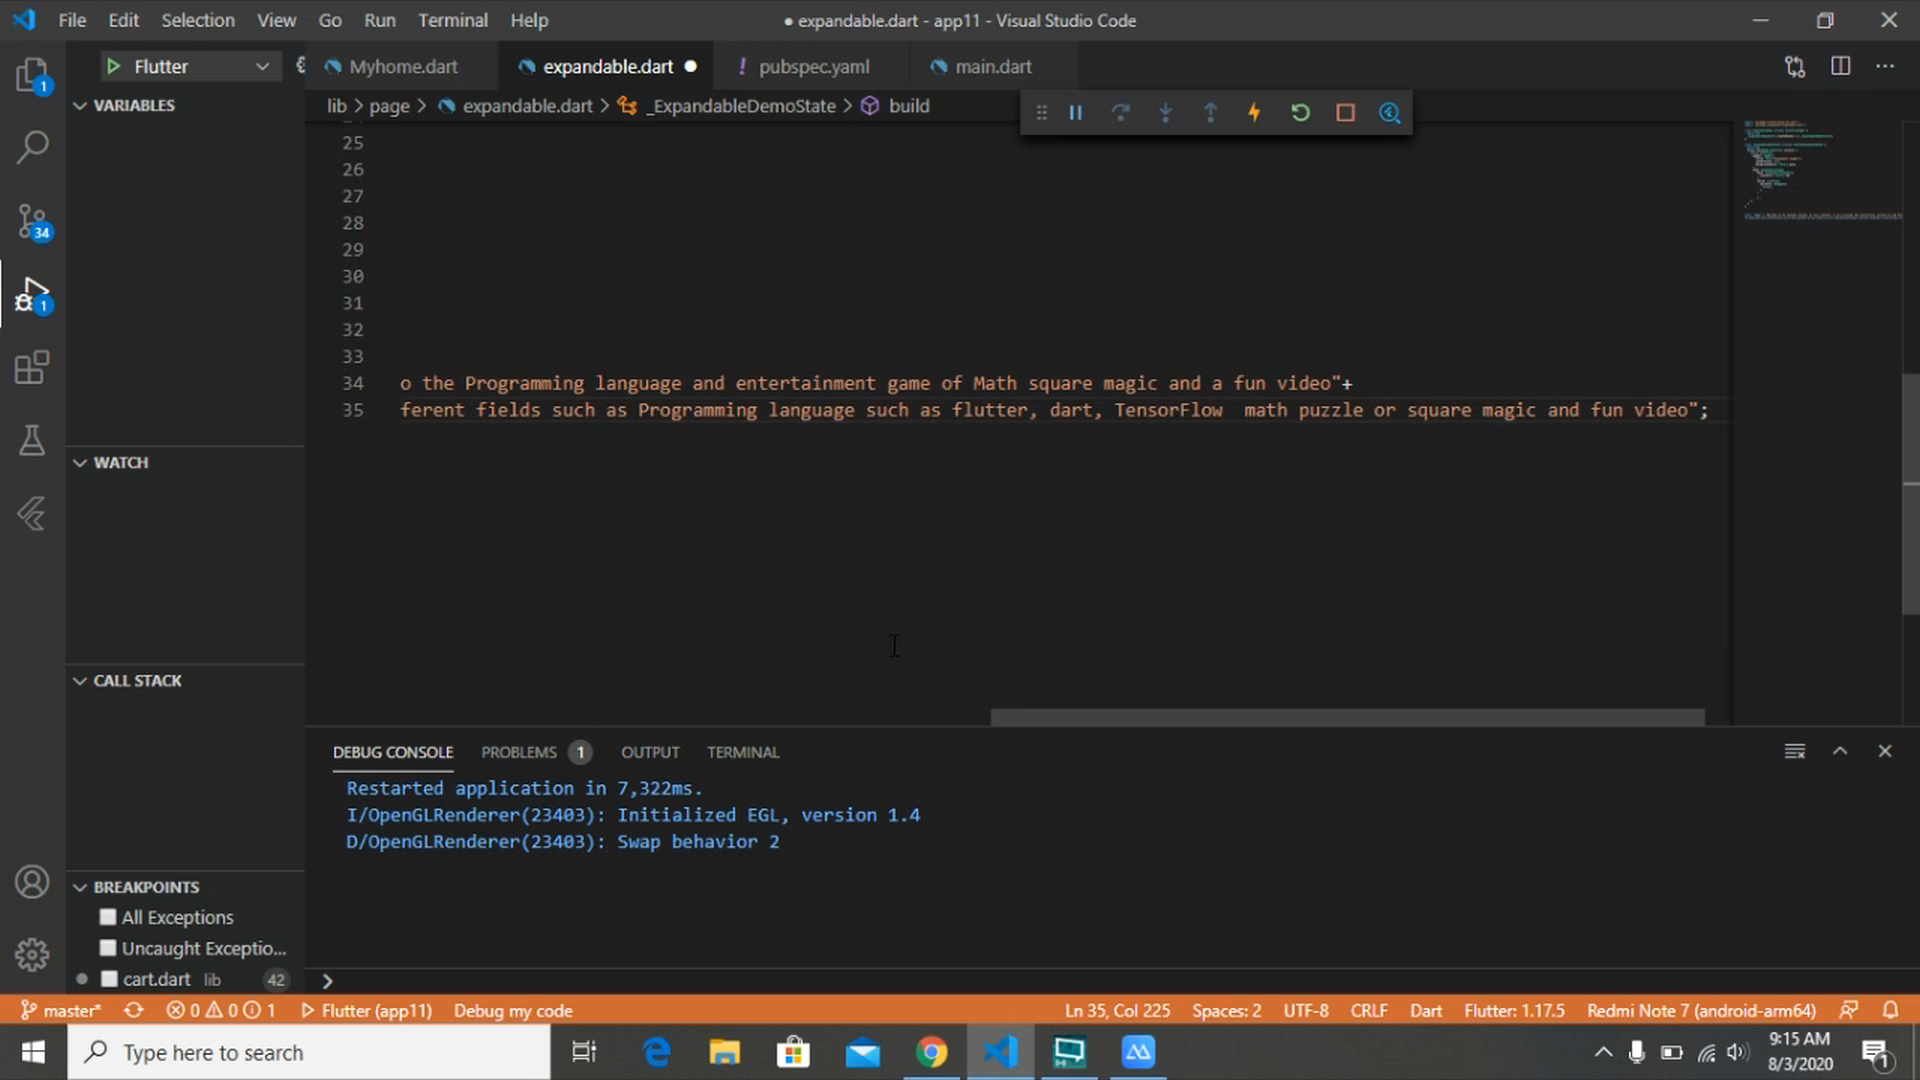 File Edit Selection View Go Run Terminal Help
● expandable.dart - app11 - Visual Studio Code
Flutter
Myhome.dart
expandable.dart
! pubspec.yaml
main.dart
VARIABLES
lib > page > expandable.dart > _ExpandableDemoState > build
25
26
27
28
29
30
31
32
33
34 o the Programming language and entertainment game of Math square magic and a fun video"+
35 ferent fields such as Programming language such as flutter, dart, TensorFlow  math puzzle or square magic and fun video";
1
34
1
WATCH
CALL STACK
BREAKPOINTS
All Exceptions
Uncaught Exceptio...
cart.dart lib 42
DEBUG CONSOLE PROBLEMS 1 OUTPUT TERMINAL
Restarted application in 7,322ms.
I/OpenGLRenderer(23403): Initialized EGL, version 1.4
D/OpenGLRenderer(23403): Swap behavior 2
>
master* 0 0 1 Flutter (app11) Debug my code
Ln 35, Col 225 Spaces: 2 UTF-8 CRLF Dart Flutter: 1.17.5 Redmi Note 7 (android-arm64)
Type here to search
9:15 AM
8/3/2020
1